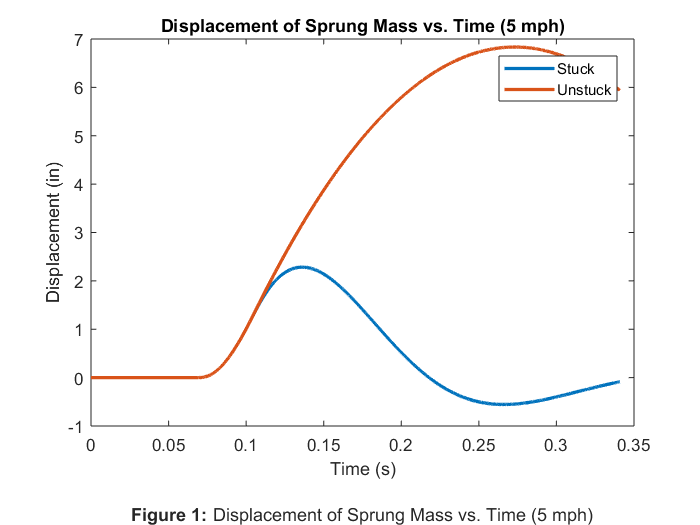 Displacement of Sprung Mass vs. Time (5 mph)
7
6
5
4
3
2
1
0
-1
Displacement (in)
Stuck
Unstuck
0 0.05 0.1 0.15 0.2 0.25 0.3 0.35
Time (s)
Figure 1: Displacement of Sprung Mass vs. Time (5 mph)